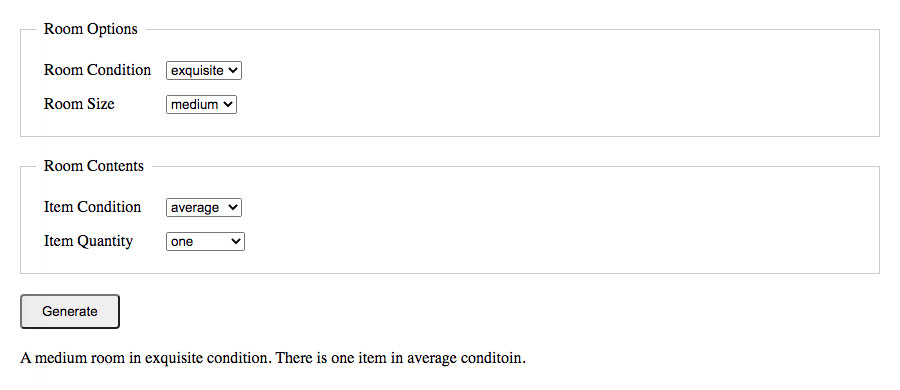 Room Options
Room Condition exquisite
Room Size medium
Room Contents
Item Condition average
Item Quantity one
Generate
A medium room in exquisite condition. There is one item in average conditoin.